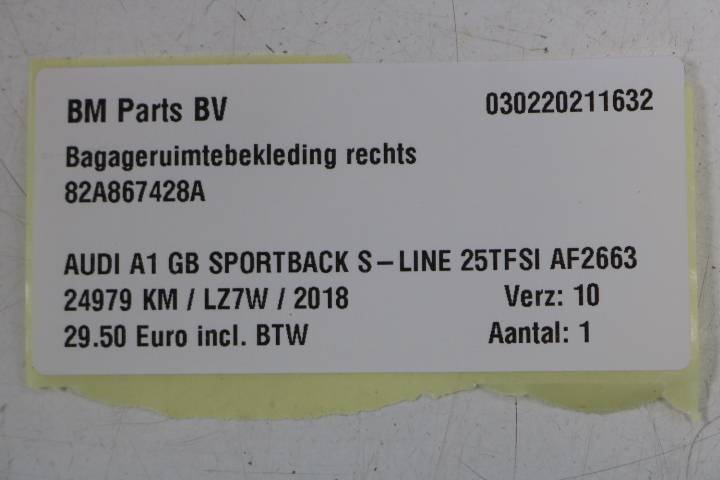 BM Parts BV 030220211632
Bagageruimtebekleding rechts
82A867428A
AUDI A1 GB SPORTBACK S-LINE 25TFSI AF2663
24979 KM / LZ7W / 2018 Verz: 10
29.50 Euro incl. BTW Aantal: 1